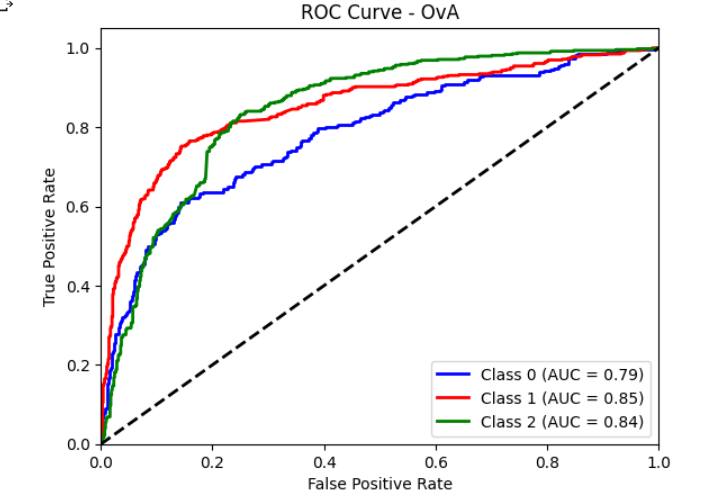 ROC Curve - OvA
True Positive Rate
1.0
0.8
0.6
0.4
0.2
0.0
Class 0 (AUC = 0.79)
Class 1 (AUC = 0.85)
Class 2 (AUC = 0.84)
0.0 0.2 0.4 0.6 0.8 1.0
False Positive Rate